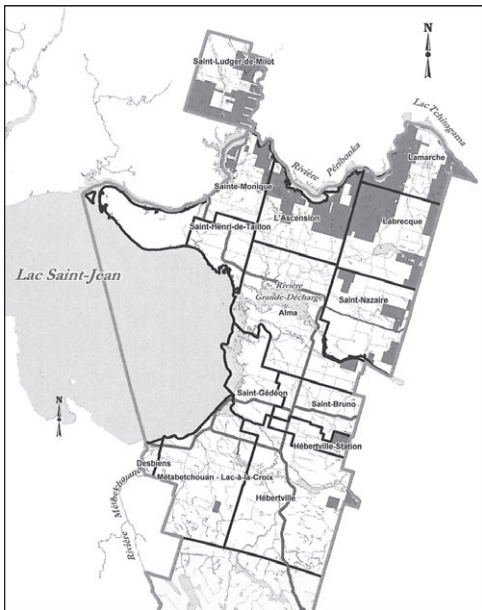 N
Saint-Ludger-de-Milot
Lac Tchitogama
Rivière Péribonka
Lamarche
Sainte-Monique
L'Ascension
Labrecque
Saint-Henri-de-Taillon
Lac Saint-Jean
Rivière
Grande-Décharge
Saint-Nazaire
Alma
Saint-Gédéon
Saint-Bruno
N
Hébertville-Station
Desbiens
Métabetchouan - Lac-à-la-Croix
Hébertville
Rivière Métabetchouane